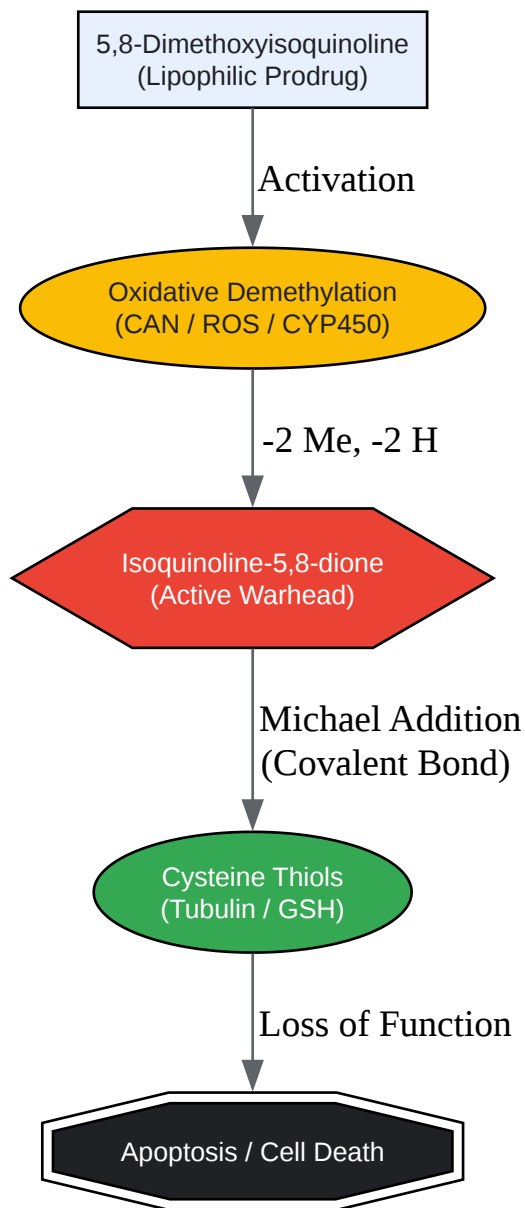 5,8-Dimethoxyisoquinoline
(Lipophilic Prodrug)
Activation
Oxidative Demethylation
(CAN / ROS / CYP450)
-2 Me, -2 H
Isoquinoline-5,8-dione
(Active Warhead)
Michael Addition
(Covalent Bond)
Cysteine Thiols
(Tubulin / GSH)
Loss of Function
Apoptosis / Cell Death